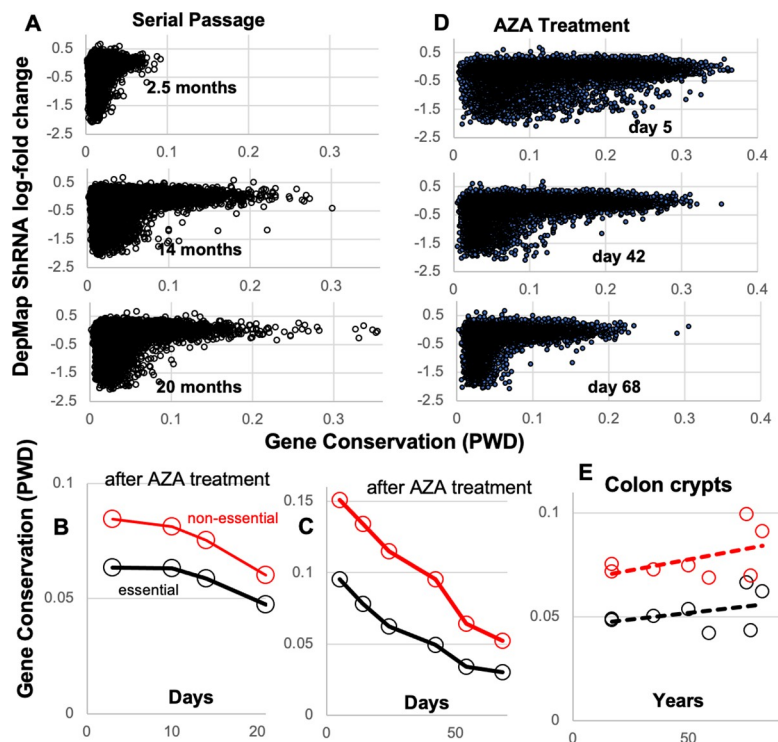 A
Serial Passage
D
AZA Treatment
DepMap ShRNA log-fold change
0.5
-0.5
-1.5
-2.5
2.5 months
0
0.1
0.2
0.3
0.5
-0.5
-1.5
-2.5
14 months
0
0.1
0.2
0.3
0.5
-0.5
-1.5
-2.5
20 months
0
0.1
0.2
0.3
0.5
-0.5
-1.5
-2.5
day 5
0
0.1
0.2
0.3
0.4
0.5
-0.5
-1.5
-2.5
day 42
0
0.1
0.2
0.3
0.4
0.5
-0.5
-1.5
-2.5
day 68
0
0.1
0.2
0.3
0.4
Gene Conservation (PWD)
Gene Conservation (PWD)
0.1
0.05
0
after AZA treatment
B
non-essential
essential
Days
0
10
20
0.15
0.1
0.05
0
after AZA treatment
C
Days
0
50
E
Colon crypts
0.1
0.05
0
Years
0
50